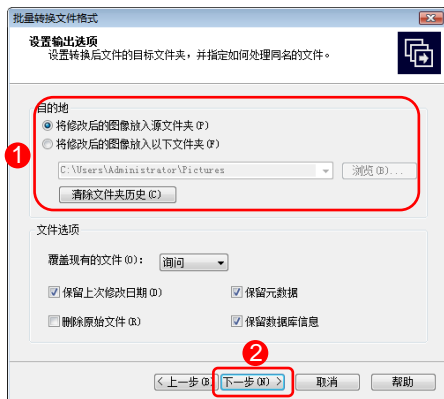 批量转换文件格式
设置输出选项
设置转换后文件的目标文件夹，并指定如何处理同名的文件。
目的地
将修改后的图像放入源文件夹(P)
将修改后的图像放入以下文件夹(F)
1
C:\Users\Administrator\Pictures
浏览(B)...
清除文件夹历史(C)
文件选项
覆盖现有的文件(O)： 询问
保留上次修改日期(D) 保留元数据
删除原始文件(R) 保留数据库信息
2
<上一步(B) 下一步(N) > 取消 帮助